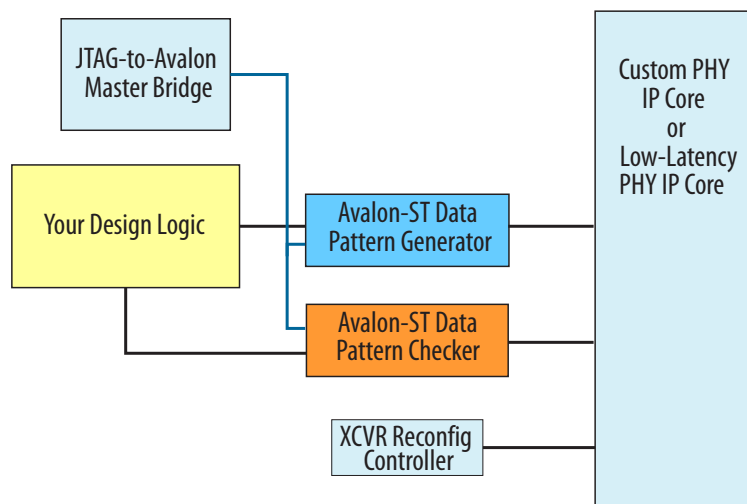 JTAG-to-Avalon
Master Bridge
Custom PHY
IP Core
or
Low-Latency
PHY IP Core
Your Design Logic
Avalon-ST Data
Pattern Generator
Avalon-ST Data
Pattern Checker
XCVR Reconfig
Controller